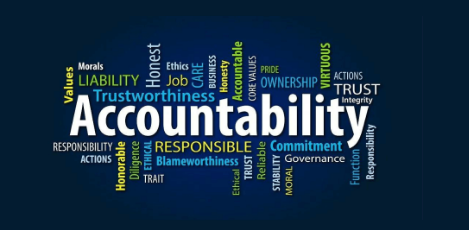 Values
Morals
LIABILITY
Honest
Ethics
Job
CARE
BUSINESS
Honesty
Accountable
CORE VALUES
PRIDE
OWNERSHIP
VIRTUOUS
ACTIONS
TRUST
Integrity
Trustworthiness
Accountability
RESPONSIBILITY
ACTIONS
Honorable
Diligence
ETHICAL
TRAIT
RESPONSIBLE
Blameworthiness
Ethical
TRUST
Reliable
STABILITY
MORAL
Commitment
Governance
Function
Responsibility